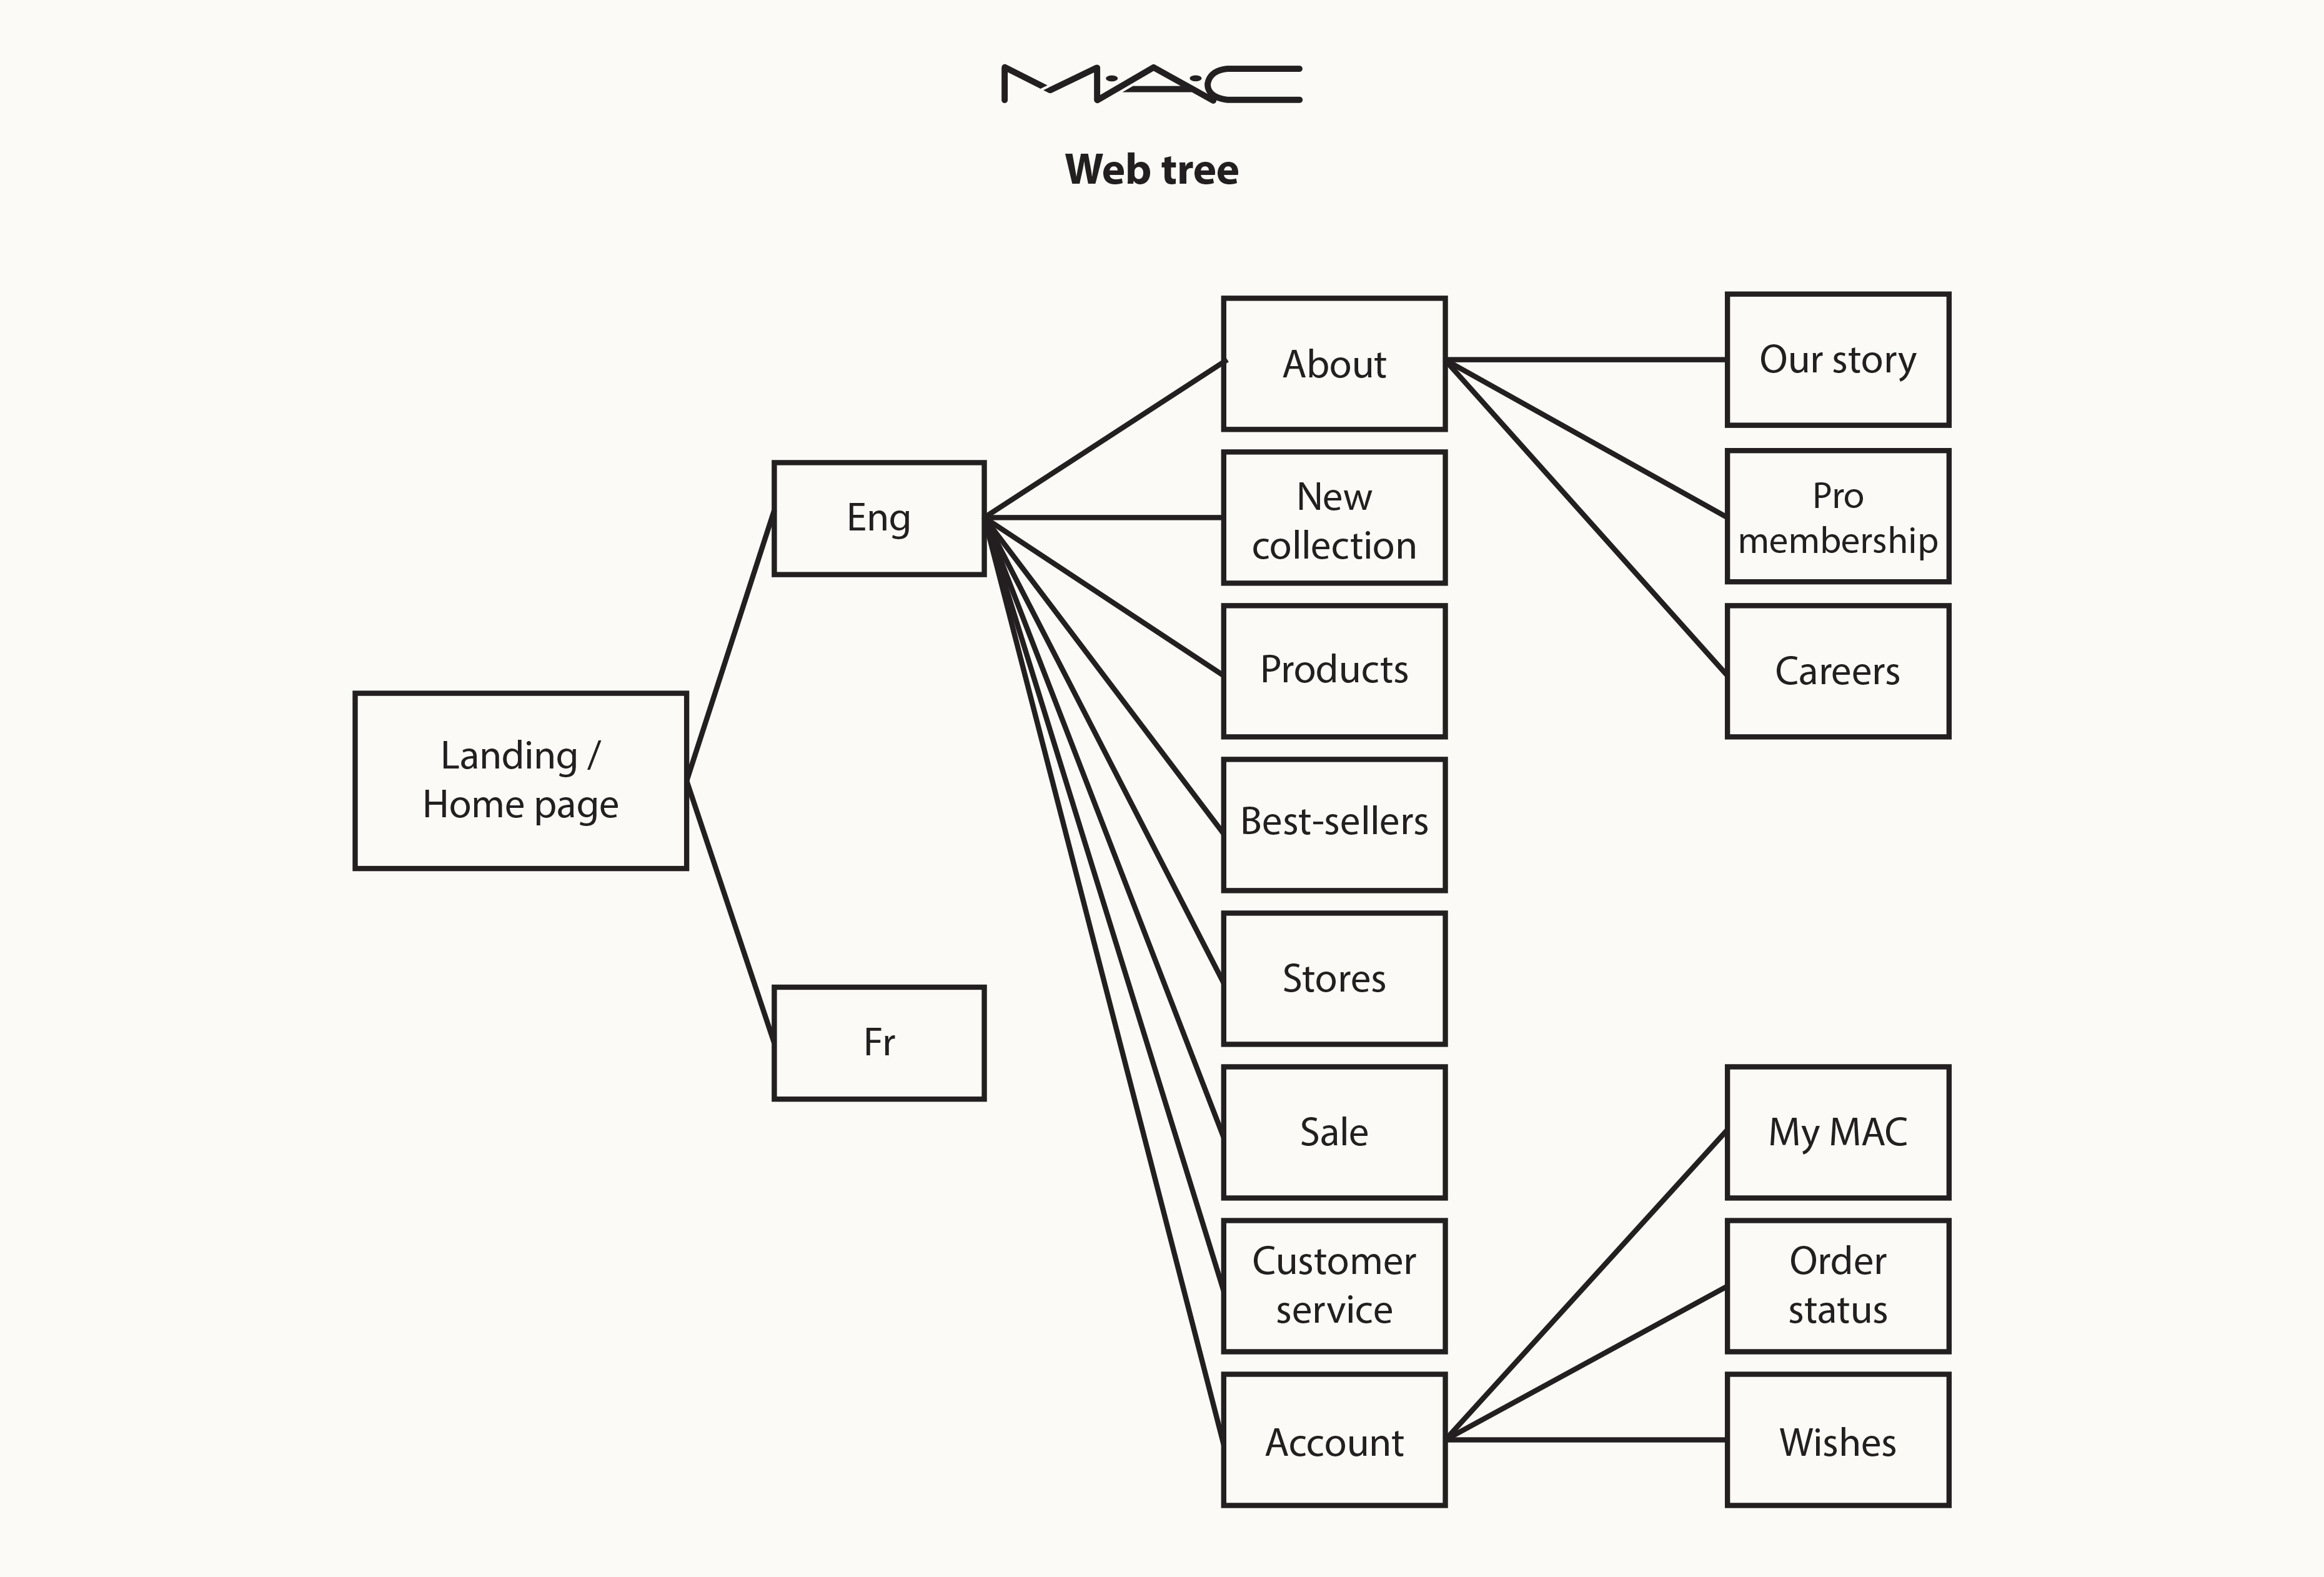 M·A·C
Web tree
Landing /
Home page
Eng
Fr
About
New
collection
Products
Best-sellers
Stores
Sale
Customer
service
Account
Our story
Pro
membership
Careers
My MAC
Order
status
Wishes